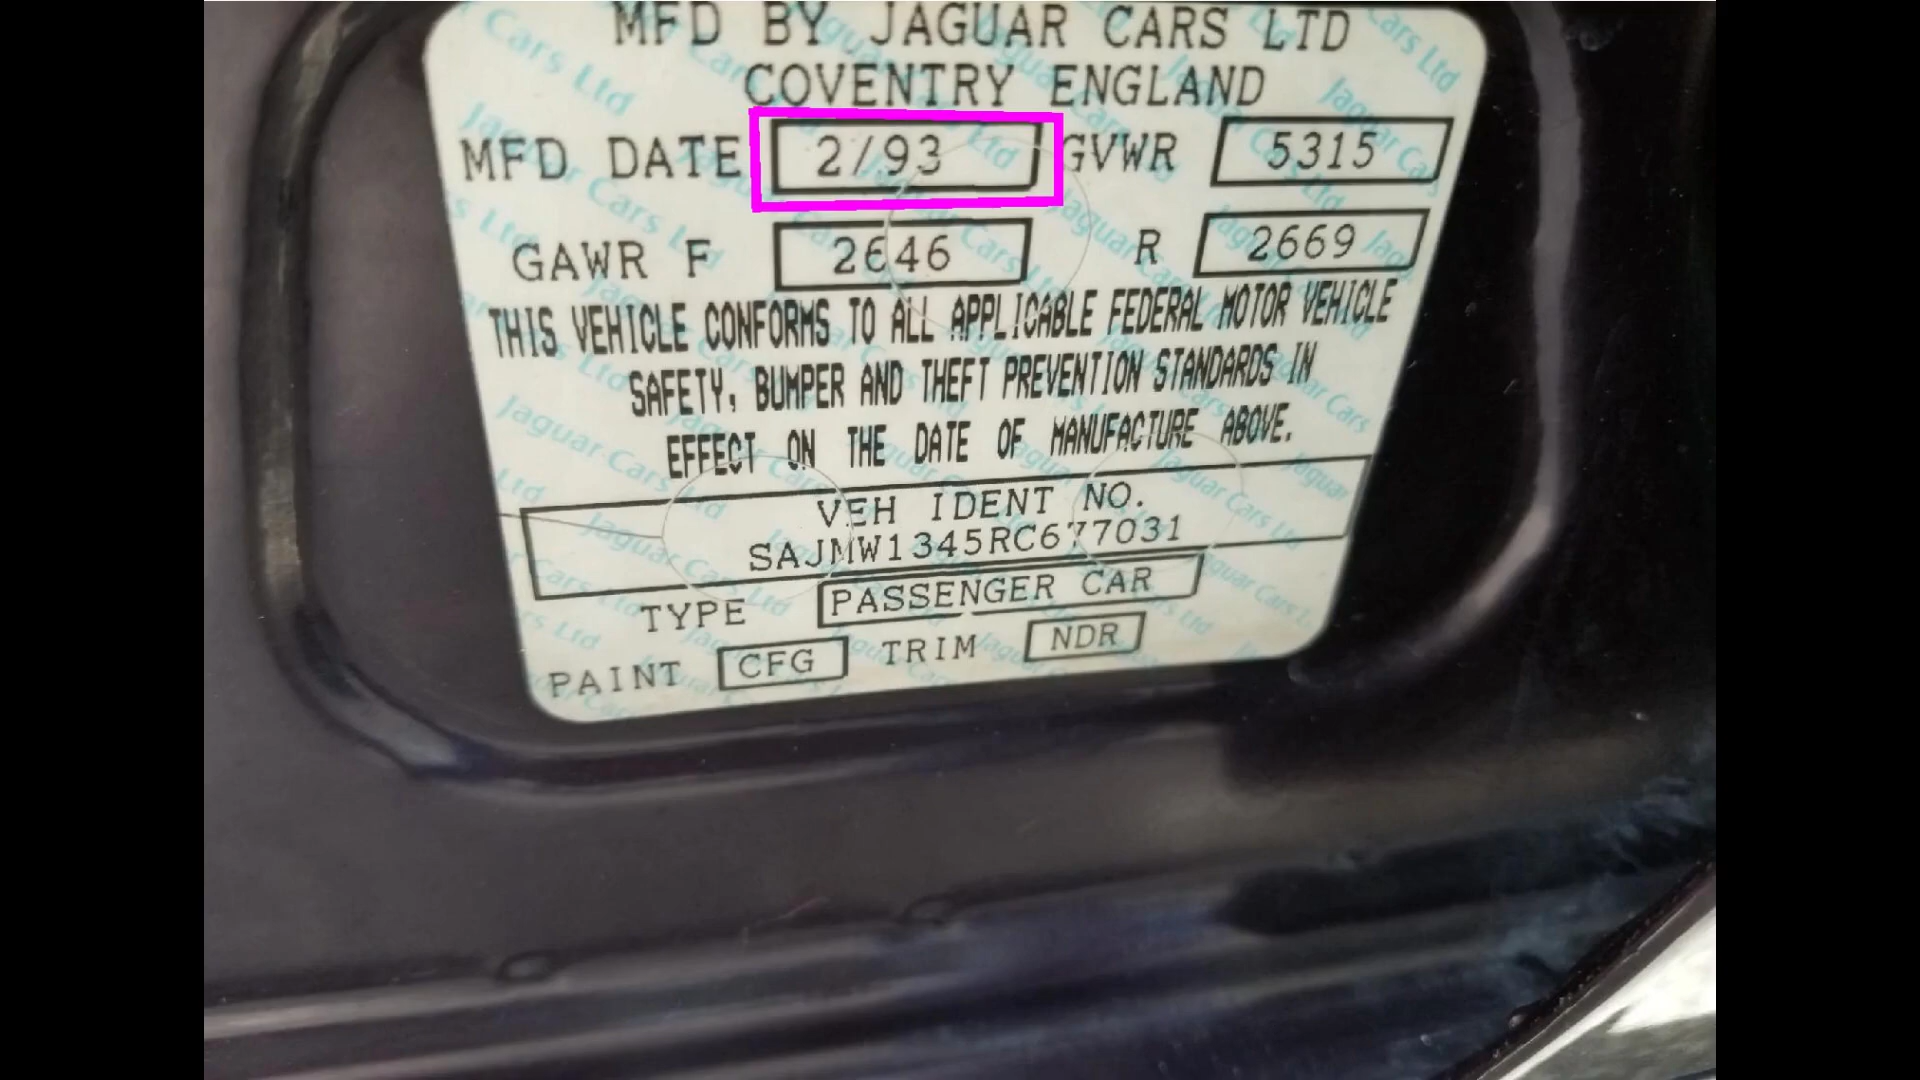 MFD BY JAGUAR CARS LTD
COVENTRY ENGLAND
MFD DATE 2/93 GVWR 5315
GAWR F 2646 R 2669
THIS VEHICLE CONFORMS TO ALL APPLICABLE FEDERAL MOTOR VEHICLE
SAFETY, BUMPER AND THEFT PREVENTION STANDARDS IN
EFFECT ON THE DATE OF MANUFACTURE ABOVE.
VEH IDENT NO.
SAJMW1345RC677031
TYPE PASSENGER CAR
PAINT CFG TRIM NDR